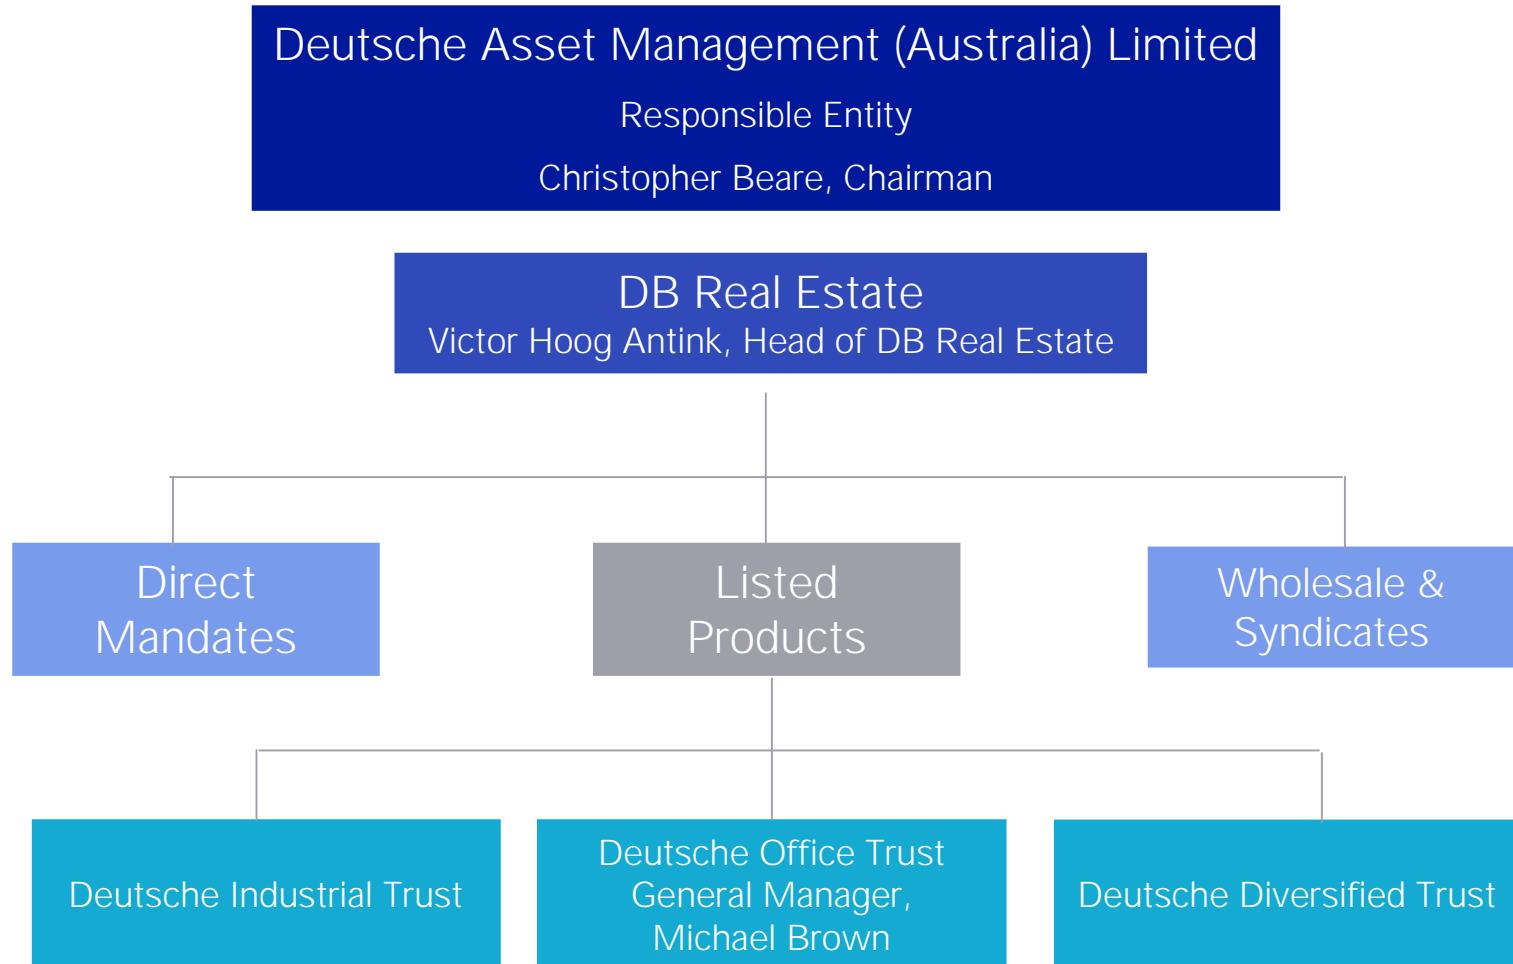 Deutsche Asset Management (Australia) Limited
Responsible Entity
Christopher Beare, Chairman
DB Real Estate
Victor Hoog Antink, Head of DB Real Estate
Direct
Mandates
Listed
Products
Wholesale &
Syndicates
Deutsche Industrial Trust
Deutsche Office Trust
General Manager,
Michael Brown
Deutsche Diversified Trust